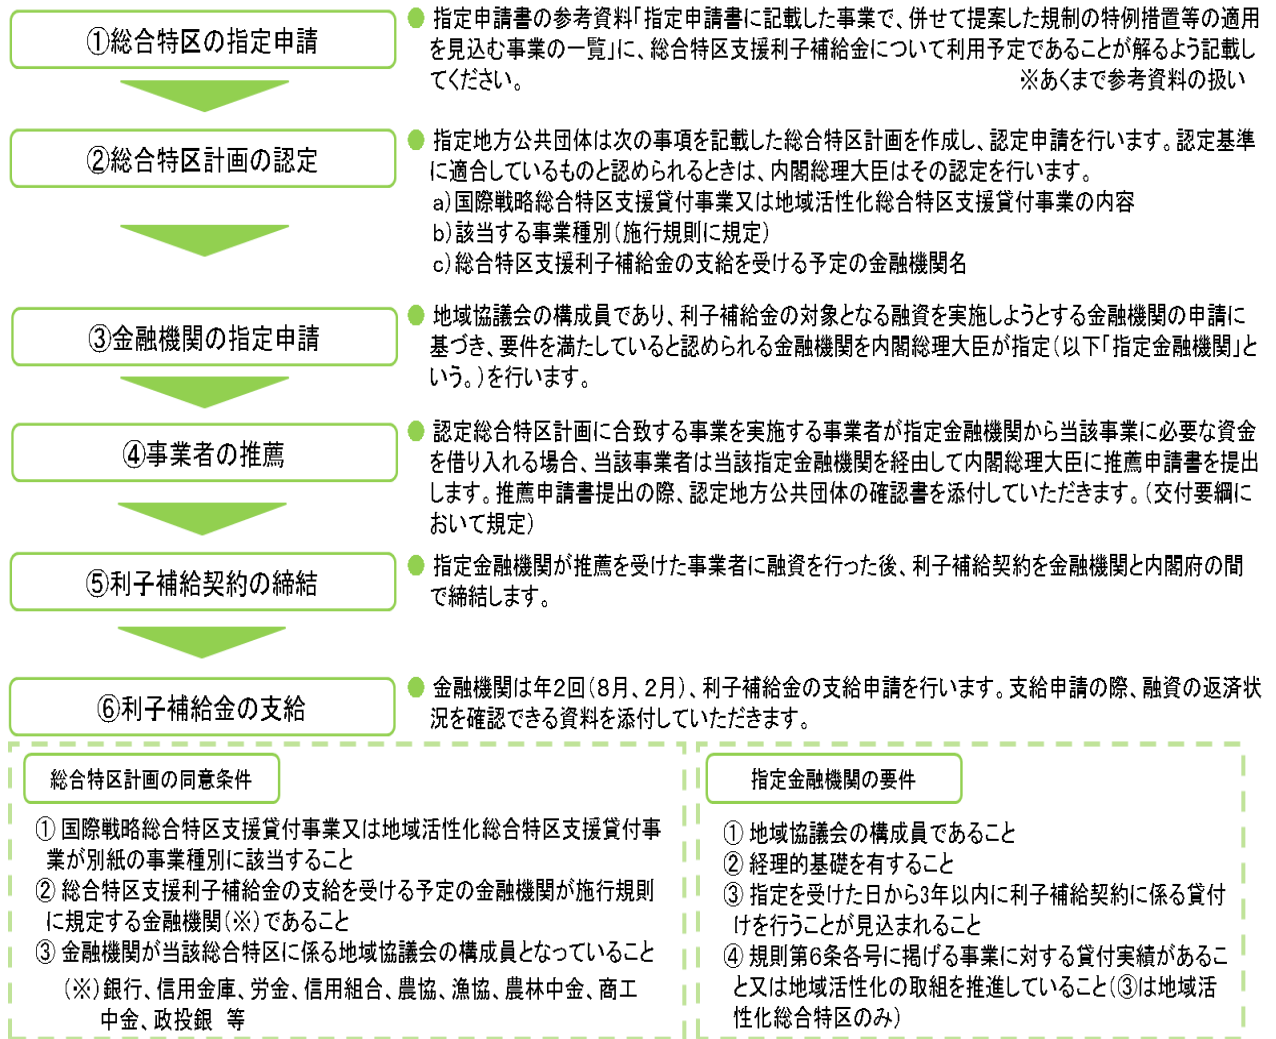 ①総合特区の指定申請
● 指定申請書の参考資料「指定申請書に記載した事業で、併せて提案した規制の特例措置等の適用
を見込む事業の一覧」に、総合特区支援利子補給金について利用予定であることが解るよう記載し
てください。 ※あくまで参考資料の扱い
②総合特区計画の認定
● 指定地方公共団体は次の事項を記載した総合特区計画を作成し、認定申請を行います。認定基準
に適合しているものと認められるときは、内閣総理大臣はその認定を行います。
a)国際戦略総合特区支援貸付事業又は地域活性化総合特区支援貸付事業の内容
b)該当する事業種別(施行規則に規定)
c)総合特区支援利子補給金の支給を受ける予定の金融機関名
③金融機関の指定申請
● 地域協議会の構成員であり、利子補給金の対象となる融資を実施しようとする金融機関の申請に
基づき、要件を満たしていると認められる金融機関を内閣総理大臣が指定(以下「指定金融機関」と
いう。)を行います。
④事業者の推薦
● 認定総合特区計画に合致する事業を実施する事業者が指定金融機関から当該事業に必要な資金
を借り入れる場合、当該事業者は当該指定金融機関を経由して内閣総理大臣に推薦申請書を提出
します。推薦申請書提出の際、認定地方公共団体の確認書を添付していただきます。(交付要綱に
おいて規定)
⑤利子補給契約の締結
● 指定金融機関が推薦を受けた事業者に融資を行った後、利子補給契約を金融機関と内閣府の間
で締結します。
⑥利子補給金の支給
● 金融機関は年2回(8月、2月)、利子補給金の支給申請を行います。支給申請の際、融資の返済状
況を確認できる資料を添付していただきます。
総合特区計画の同意条件
① 国際戦略総合特区支援貸付事業又は地域活性化総合特区支援貸付事
業が別紙の事業種別に該当すること
② 総合特区支援利子補給金の支給を受ける予定の金融機関が施行規則
に規定する金融機関(※)であること
③ 金融機関が当該総合特区に係る地域協議会の構成員となっていること
(※)銀行、信用金庫、労金、信用組合、農協、漁協、農林中金、商工
中金、政投銀 等
指定金融機関の要件
① 地域協議会の構成員であること
② 経理的基礎を有すること
③ 指定を受けた日から3年以内に利子補給契約に係る貸付
けを行うことが見込まれること
④ 規則第6条各号に掲げる事業に対する貸付実績があるこ
と又は地域活性化の取組を推進していること(③は地域活
性化総合特区のみ)